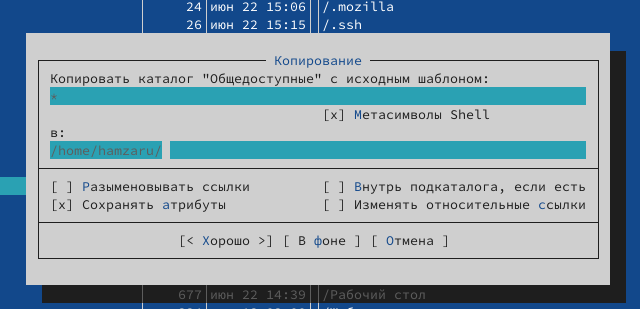 24 июн 22 15:06 /.mozilla
26 июн 22 15:15 /.ssh
Копирование
Копировать каталог "Общедоступные" с исходным шаблоном:
*
[x] Метасимволы Shell
в:
/home/hamzaru/
[ ] Разыменовывать ссылки [ ] Внутрь подкаталога, если есть
[x] Сохранять атрибуты [ ] Изменять относительные ссылки
[< Хорошо >] [ В фоне ] [ Отмена ]
677 июн 22 14:39 /Рабочий стол